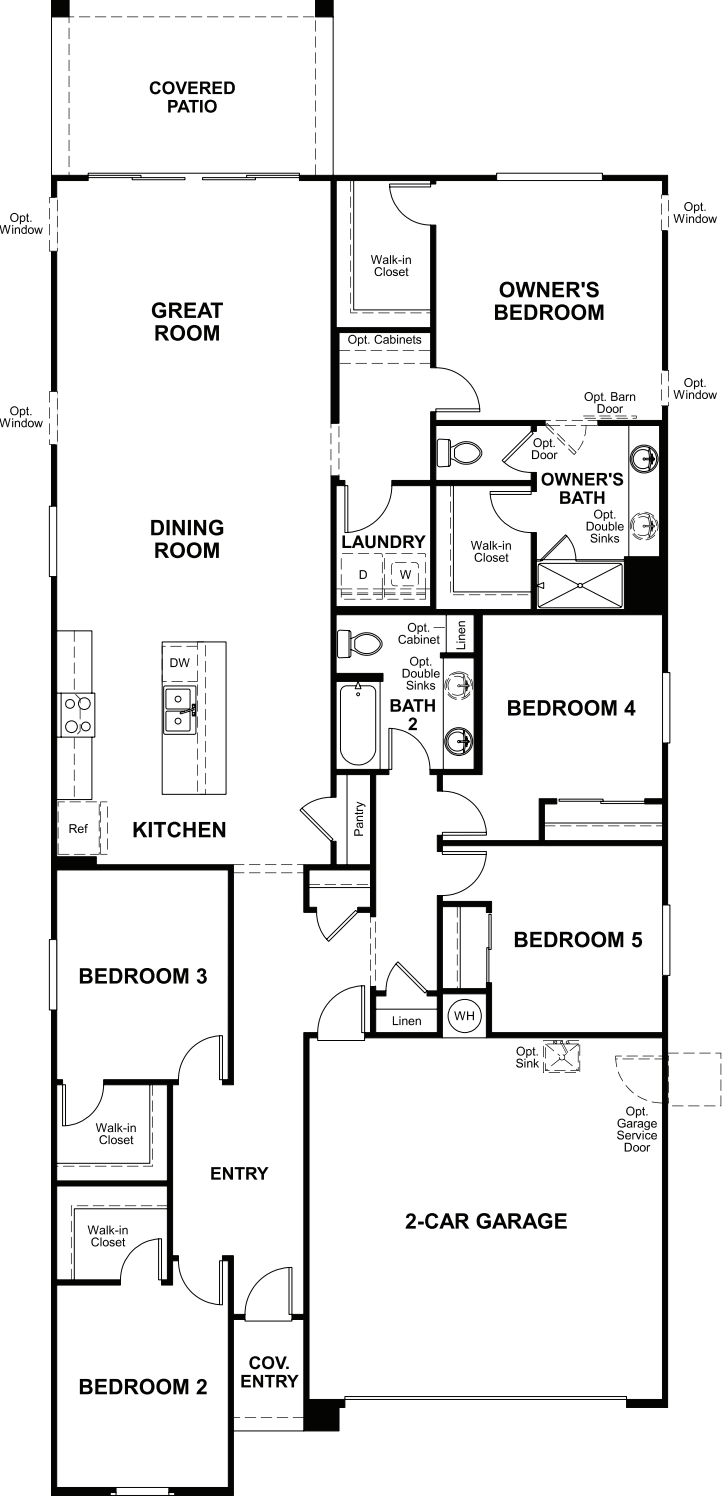 COVERED
PATIO
Opt.
Window
Opt.
Window
Walk-in
Closet
OWNER'S
BEDROOM
GREAT
ROOM
Opt. Cabinets
Opt.
Window
Opt. Barn
Door
Opt.
Window
Opt.
Door
OWNER'S
BATH
Opt.
Double
Sinks
DINING
ROOM
LAUNDRY
Walk-in
Closet
D
W
Opt.
Cabinet
Linen
Opt.
Double
Sinks
DW
BATH
2
BEDROOM 4
Ref
KITCHEN
Pantry
BEDROOM 3
BEDROOM 5
Linen
WH
Opt.
Sink
Opt.
Garage
Service
Door
Walk-in
Closet
ENTRY
Walk-in
Closet
2-CAR GARAGE
BEDROOM 2
COV.
ENTRY